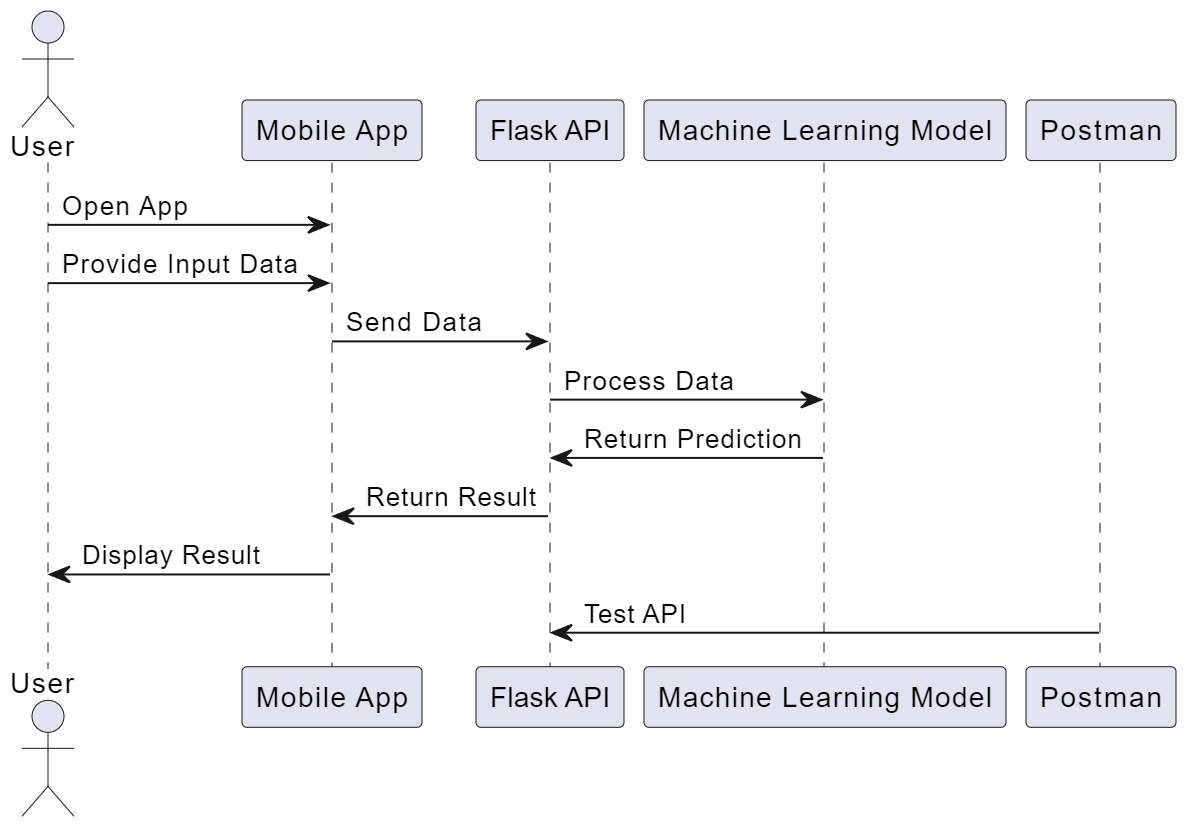 User
Mobile App
Flask API
Machine Learning Model
Postman
Open App
Provide Input Data
Send Data
Process Data
Return Prediction
Return Result
Display Result
Test API
User
Mobile App
Flask API
Machine Learning Model
Postman